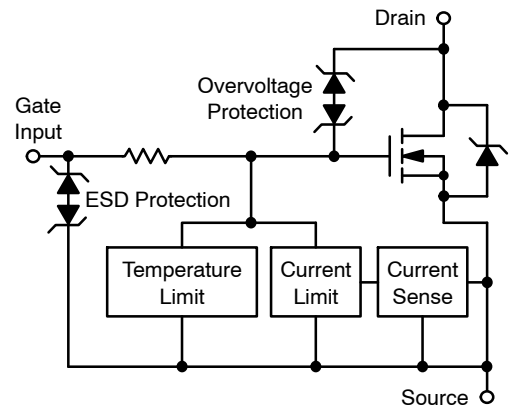 Drain
Overvoltage
Protection
Gate
Input
ESD Protection
Temperature
Limit
Current
Limit
Current
Sense
Source